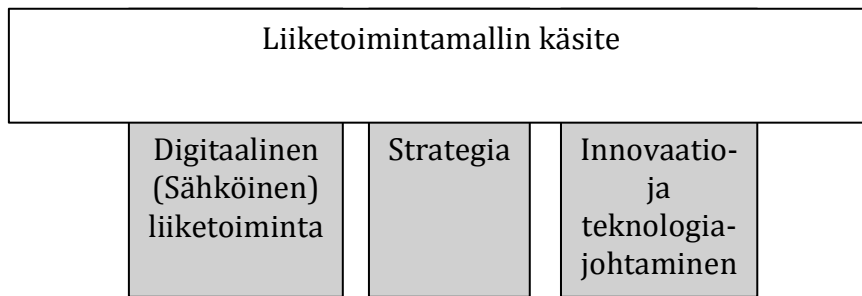 Liiketoimintamallin käsite
Digitaalinen
(Sähköinen)
liiketoiminta
Strategia
Innovaatio-
ja
teknologia-
johtaminen